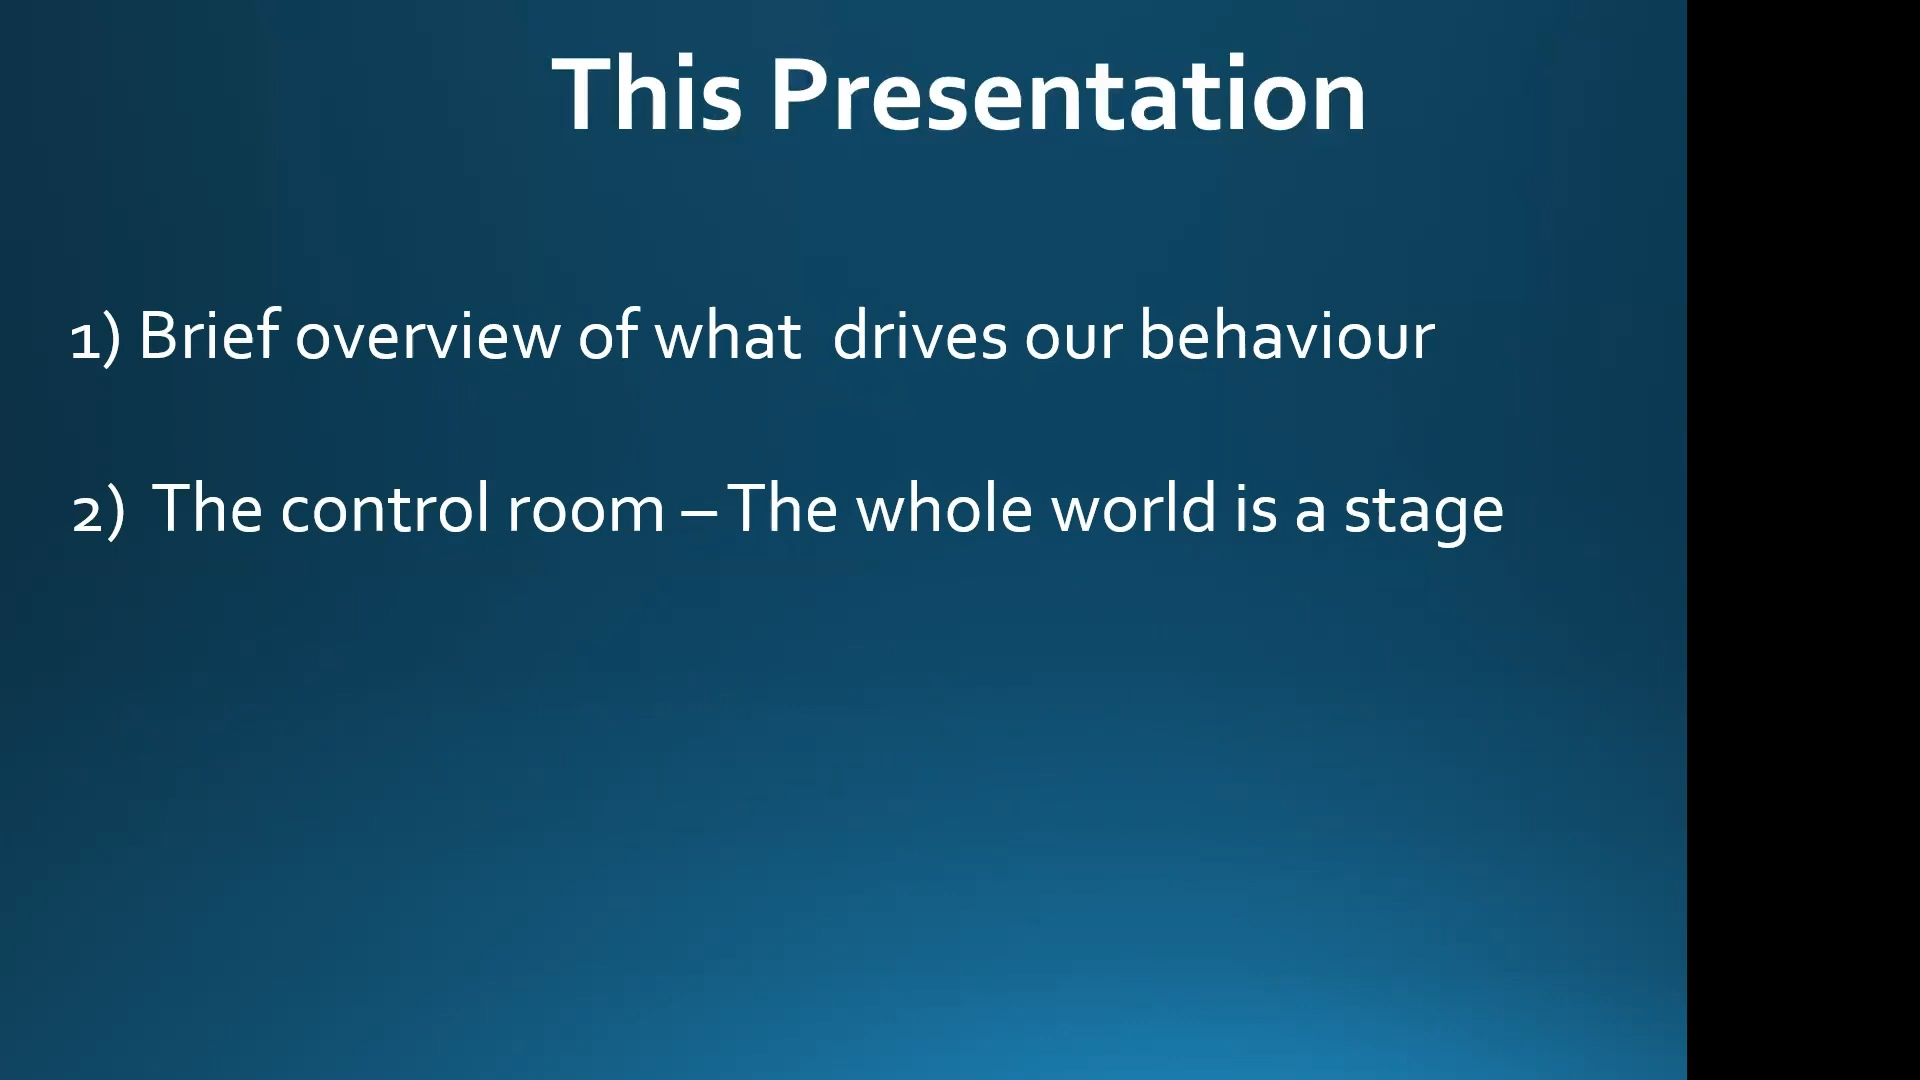 This Presentation
1) Brief overview of what  drives our behaviour
2)  The control room – The whole world is a stage